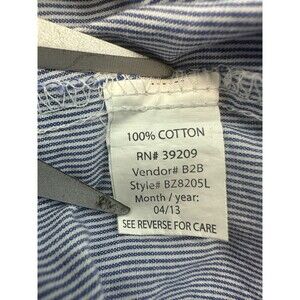 100% COTTON
RN# 39209
Vendor# B2B
Style# BZ8205L
Month / year:
04/13
SEE REVERSE FOR CARE